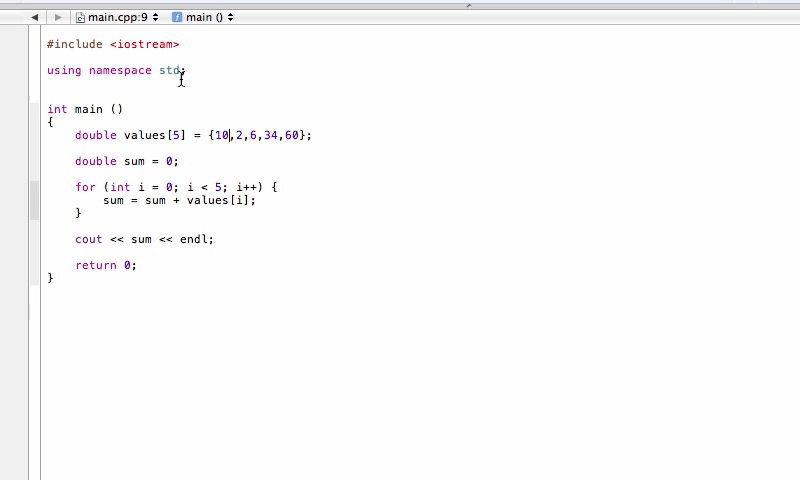 main.cpp:9 main ()
#include <iostream>
using namespace std;
int main ()
{
double values[5] = {10,2,6,34,60};
double sum = 0;
for (int i = 0; i < 5; i++) {
sum = sum + values[i];
}
cout << sum << endl;
return 0;
}